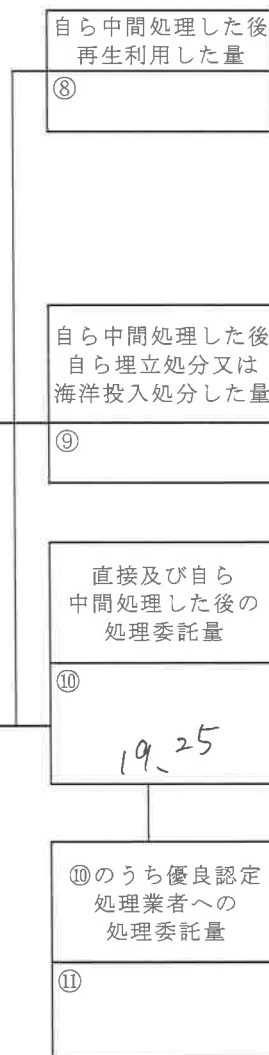 自ら中間処理した後
再生利用した量
⑧
自ら中間処理した後
自ら埋立処分又は
海洋投入処分した量
⑨
直接及び自ら
中間処理した後の
処理委託量
⑩
19、25
⑩のうち優良認定
処理業者への
処理委託量
⑪